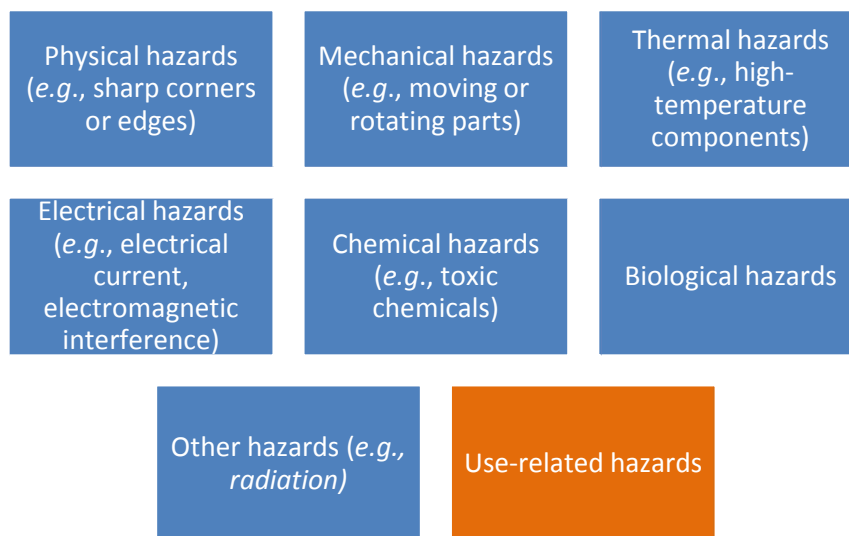 Physical hazards
(e.g., sharp corners
or edges)
Mechanical hazards
(e.g., moving or
rotating parts)
Thermal hazards
(e.g., high-
temperature
components)
Electrical hazards
(e.g., electrical
current,
electromagnetic
interference)
Chemical hazards
(e.g., toxic
chemicals)
Biological hazards
Other hazards (e.g.,
radiation)
Use-related hazards